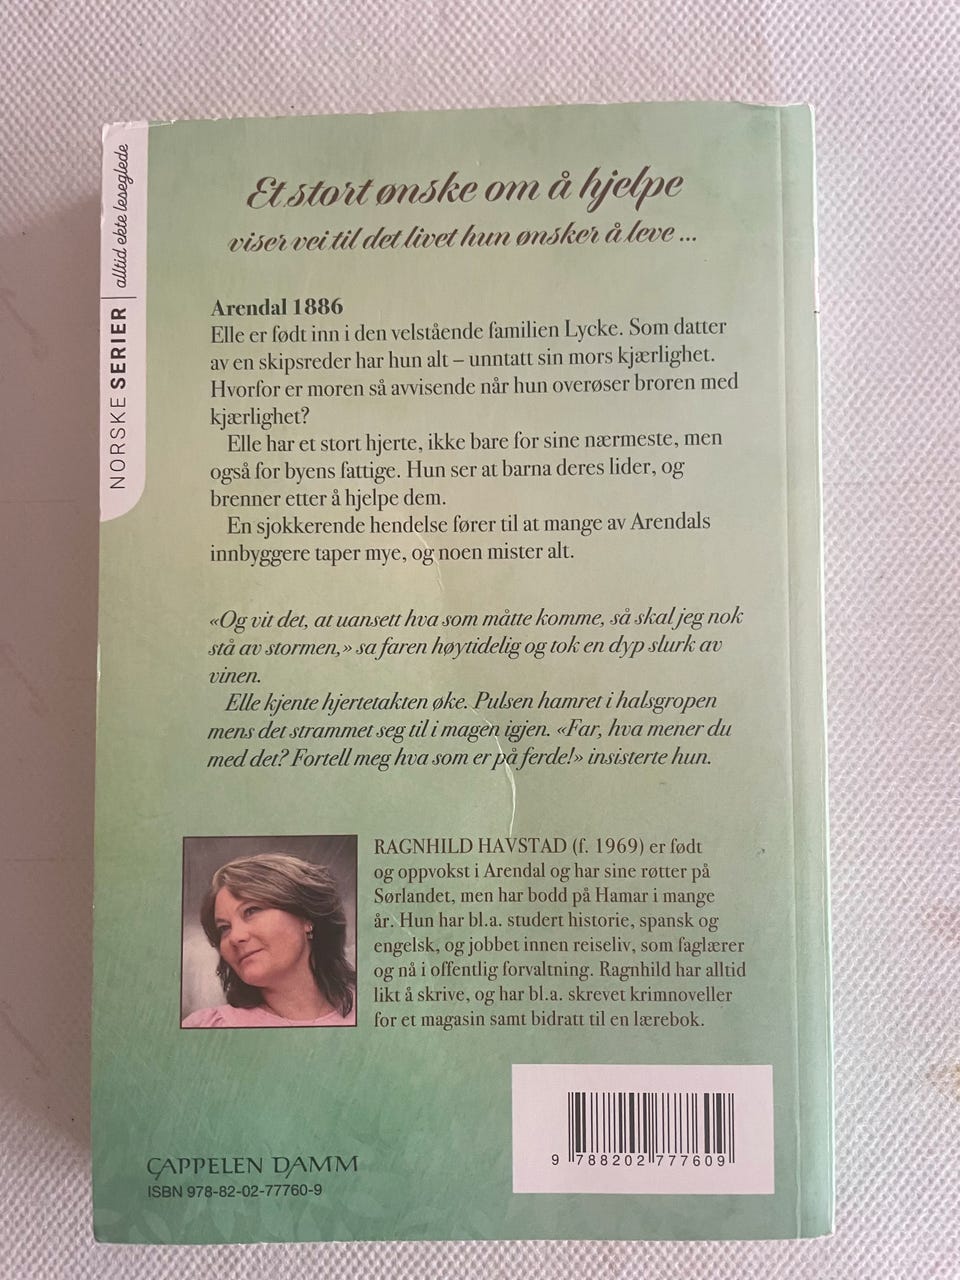 NORSKE SERIER | alltid ekte leseglede
Et stort ønske om å hjelpe
viser vei til det livet hun ønsker å leve ...
Arendal 1886
Elle er født inn i den velstående familien Lycke. Som datter
av en skipsreder har hun alt – unntatt sin mors kjærlighet.
Hvorfor er moren så avvisende når hun overøser broren med
kjærlighet?
Elle har et stort hjerte, ikke bare for sine nærmeste, men
også for byens fattige. Hun ser at barna deres lider, og
brenner etter å hjelpe dem.
En sjokkerende hendelse fører til at mange av Arendals
innbyggere taper mye, og noen mister alt.
«Og vit det, at uansett hva som måtte komme, så skal jeg nok
stå av stormen,» sa faren høytidelig og tok en dyp slurk av
vinen.
Elle kjente hjertetakten øke. Pulsen hamret i halsgropen
mens det strammet seg til i magen igjen. «Far, hva mener du
med det? Fortell meg hva som er på ferde!» insisterte hun.
RAGNHILD HAVSTAD (f. 1969) er født
og oppvokst i Arendal og har sine røtter på
Sørlandet, men har bodd på Hamar i mange
år. Hun har bl.a. studert historie, spansk og
engelsk, og jobbet innen reiseliv, som faglærer
og nå i offentlig forvaltning. Ragnhild har alltid
likt å skrive, og har bl.a. skrevet krimnoveller
for et magasin samt bidratt til en lærebok.
CAPPELEN DAMM
ISBN 978-82-02-77760-9
9 788202 777609